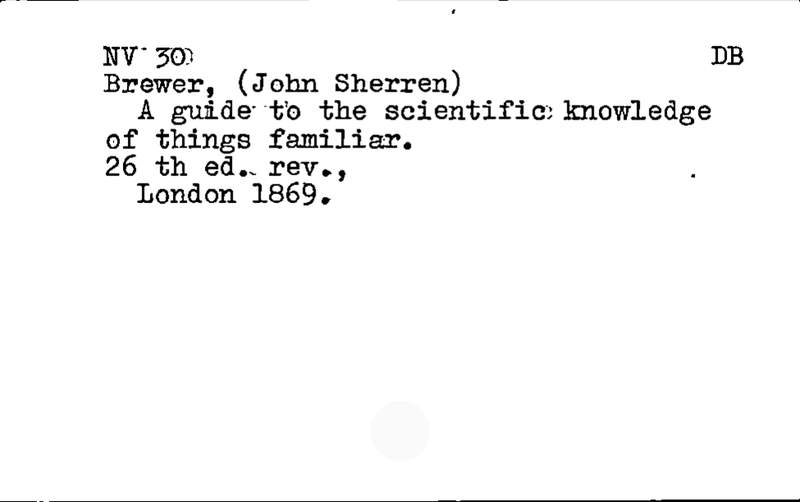 NV 30 DB
Brewer, (John Sherren)
A guide to the scientific knowledge
of things familiar.
26 th ed. rev.,
London 1869.